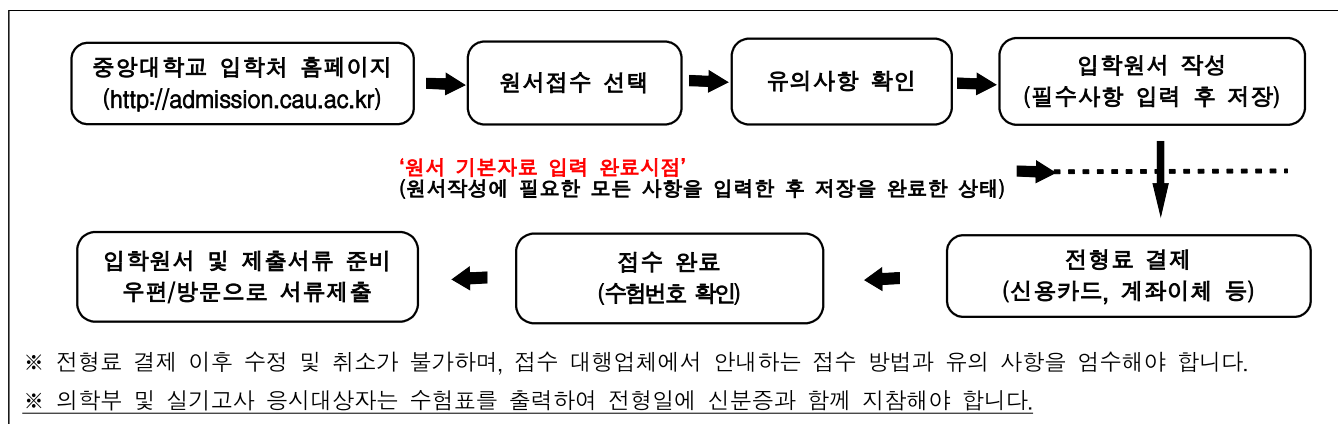 중앙대학교 입학처 홈페이지
(http://admission.cau.ac.kr)
원서접수 선택
유의사항 확인
입학원서 작성
(필수사항 입력 후 저장)
‘원서 기본자료 입력 완료시점’
(원서작성에 필요한 모든 사항을 입력한 후 저장을 완료한 상태)
전형료 결제
(신용카드, 계좌이체 등)
접수 완료
(수험번호 확인)
입학원서 및 제출서류 준비
우편/방문으로 서류제출
※ 전형료 결제 이후 수정 및 취소가 불가하며, 접수 대행업체에서 안내하는 접수 방법과 유의 사항을 엄수해야 합니다.
※ 의학부 및 실기고사 응시대상자는 수험표를 출력하여 전형일에 신분증과 함께 지참해야 합니다.